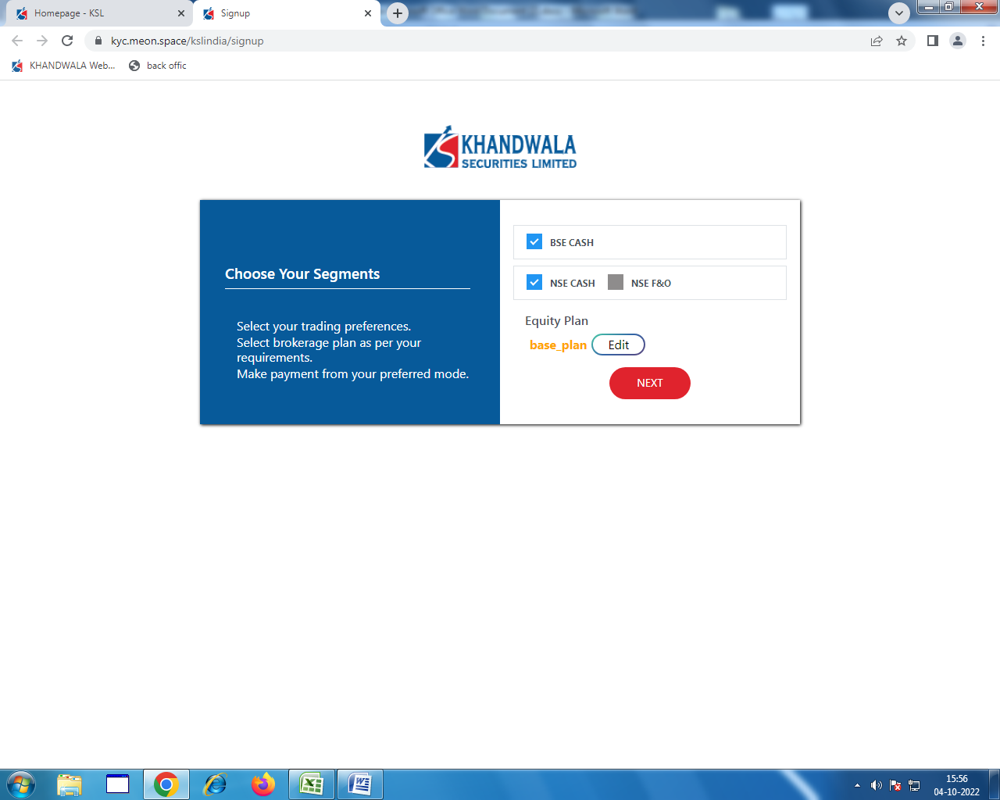 Homepage - KSL
Signup
kyc.meon.space/kslindia/signup
KHANDWALA Web...
back offic
KHANDWALA
SECURITIES LIMITED
Choose Your Segments
Select your trading preferences.
Select brokerage plan as per your
requirements.
Make payment from your preferred mode.
BSE CASH
NSE CASH NSE F&O
Equity Plan
base_plan Edit
NEXT
15:56
04-10-2022